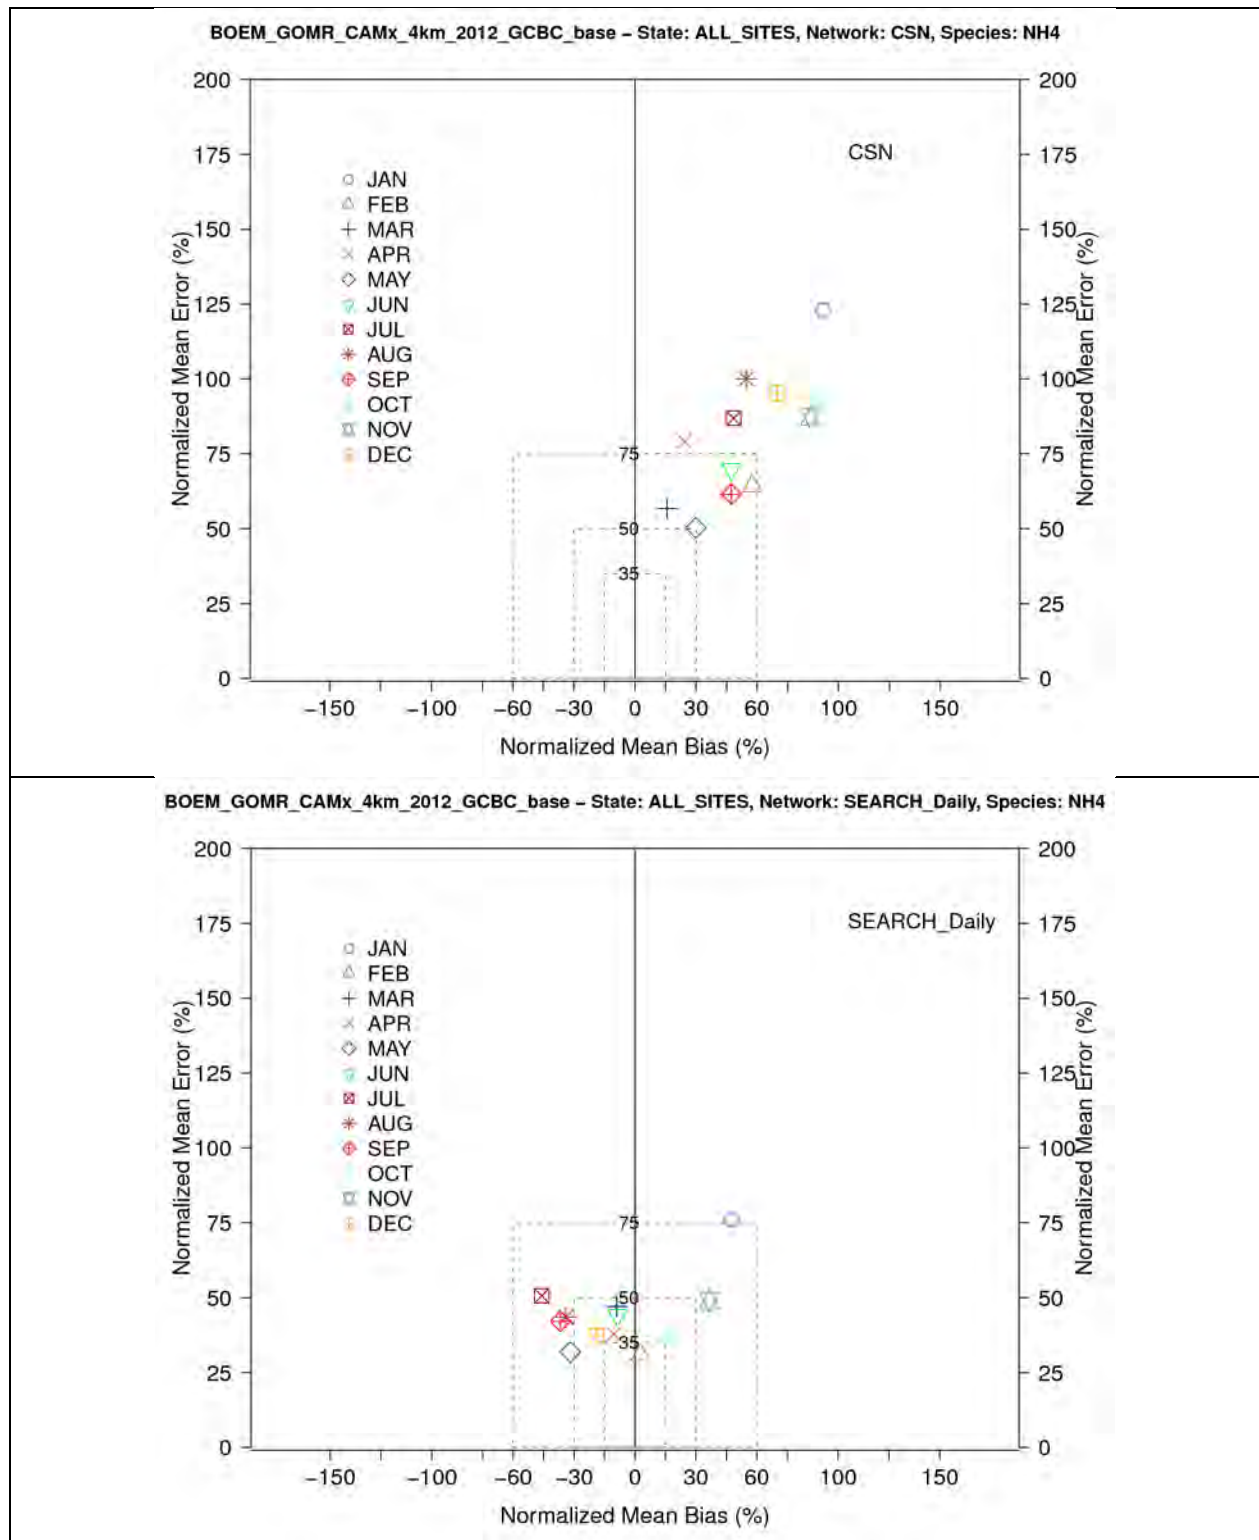 BOEM_GOMR_CAMx_4km_2012_GCBC_base – State: ALL_SITES, Network: CSN, Species: NH4
200 200
CSN
175 175
JAN
FEB
150 150
MAR
APR
MAY
125 125
JUN
JUL
100 100
AUG
SEP
OCT
NOV
75 75 75
DEC
50 50 50
35
25 25
0 0
Normalized Mean Error (%)
Normalized Mean Error (%)
−150 −100 −60 −30 0 30 60 100 150
Normalized Mean Bias (%)
BOEM_GOMR_CAMx_4km_2012_GCBC_base – State: ALL_SITES, Network: SEARCH_Daily, Species: NH4
200 200
SEARCH_Daily
175 175
JAN
FEB
150 150
MAR
APR
MAY
125 125
JUN
JUL
100 100
AUG
SEP
OCT
NOV
75 75 75
DEC
50 50 50
35
25 25
0 0
Normalized Mean Error (%)
Normalized Mean Error (%)
−150 −100 −60 −30 0 30 60 100 150
Normalized Mean Bias (%)